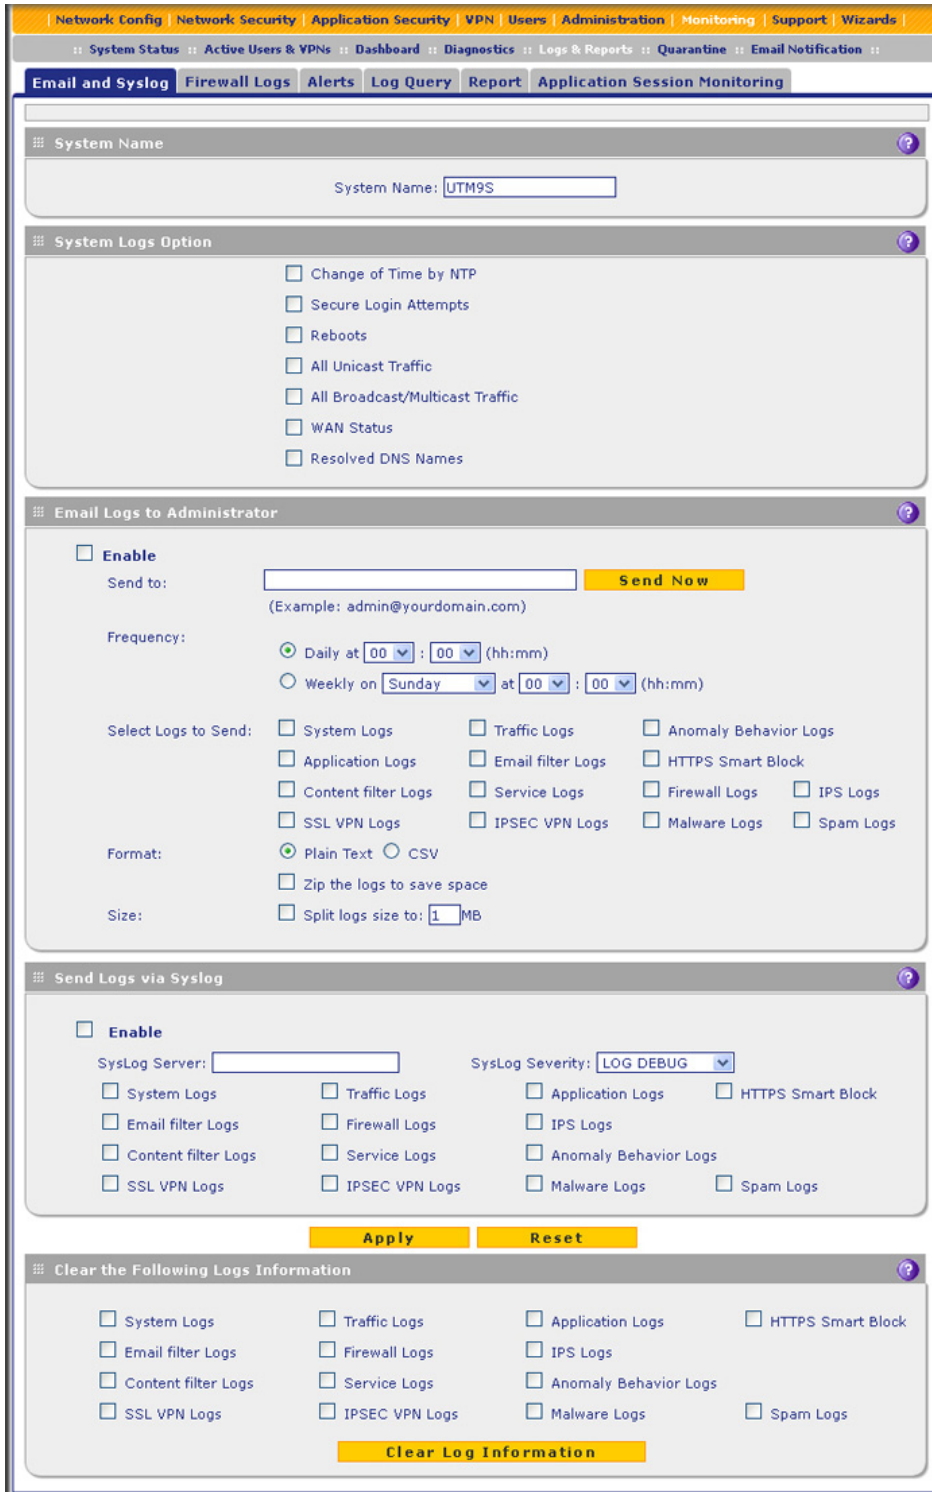 | Network Config | Network Security | Application Security | VPN | Users | Administration | Monitoring | Support | Wizards |
:: System Status :: Active Users & VPNs :: Dashboard :: Diagnostics :: Logs & Reports :: Quarantine :: Email Notification ::
Email and Syslog Firewall Logs Alerts Log Query Report Application Session Monitoring
System Name ?
System Name: UTM9S
System Logs Option ?
Change of Time by NTP
Secure Login Attempts
Reboots
All Unicast Traffic
All Broadcast/Multicast Traffic
WAN Status
Resolved DNS Names
Email Logs to Administrator ?
Enable
Send to: Send Now
(Example: admin@yourdomain.com)
Frequency:
Daily at 00 : 00 (hh:mm)
Weekly on Sunday at 00 : 00 (hh:mm)
Select Logs to Send: System Logs Traffic Logs Anomaly Behavior Logs
Application Logs Email filter Logs HTTPS Smart Block
Content filter Logs Service Logs Firewall Logs IPS Logs
SSL VPN Logs IPSEC VPN Logs Malware Logs Spam Logs
Format: Plain Text CSV
Zip the logs to save space
Size: Split logs size to: 1 MB
Send Logs via Syslog ?
Enable
SysLog Server: SysLog Severity: LOG DEBUG
System Logs Traffic Logs Application Logs HTTPS Smart Block
Email filter Logs Firewall Logs IPS Logs
Content filter Logs Service Logs Anomaly Behavior Logs
SSL VPN Logs IPSEC VPN Logs Malware Logs Spam Logs
Apply Reset
Clear the Following Logs Information ?
System Logs Traffic Logs Application Logs HTTPS Smart Block
Email filter Logs Firewall Logs IPS Logs
Content filter Logs Service Logs Anomaly Behavior Logs
SSL VPN Logs IPSEC VPN Logs Malware Logs Spam Logs
Clear Log Information